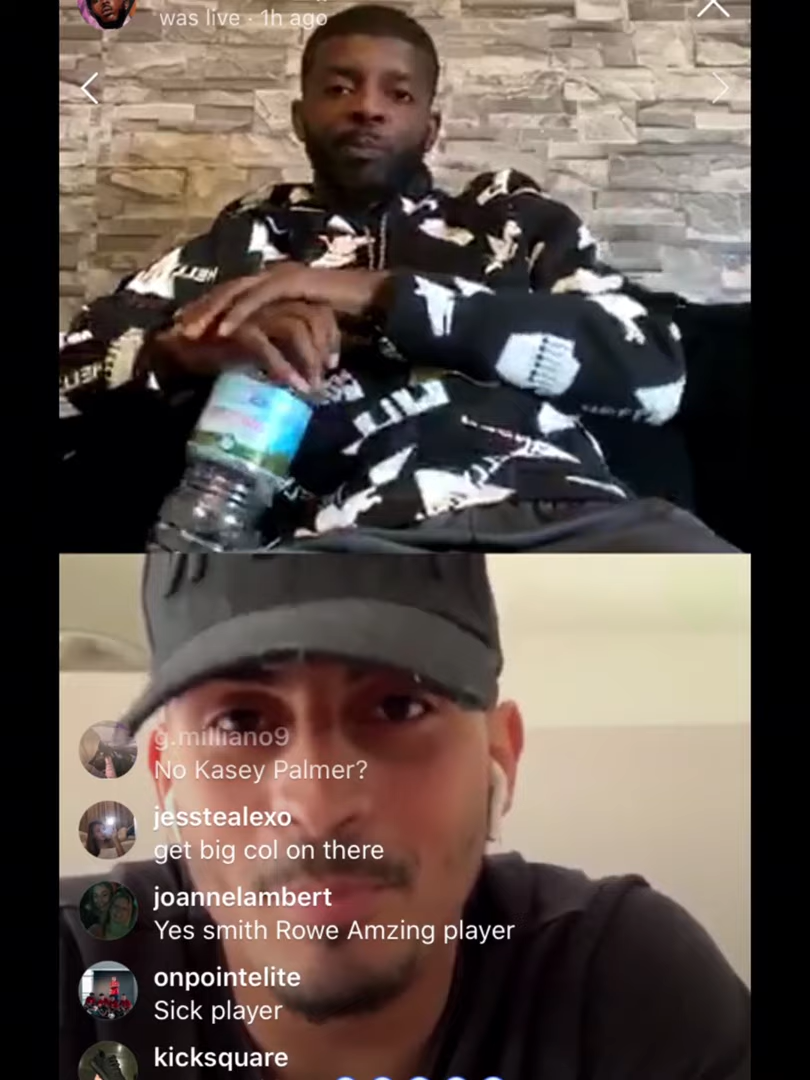 was live · 1h ago
g.milliano9
No Kasey Palmer?
jesstealexo
get big col on there
joannelambert
Yes smith Rowe Amzing player
onpointelite
Sick player
kicksquare